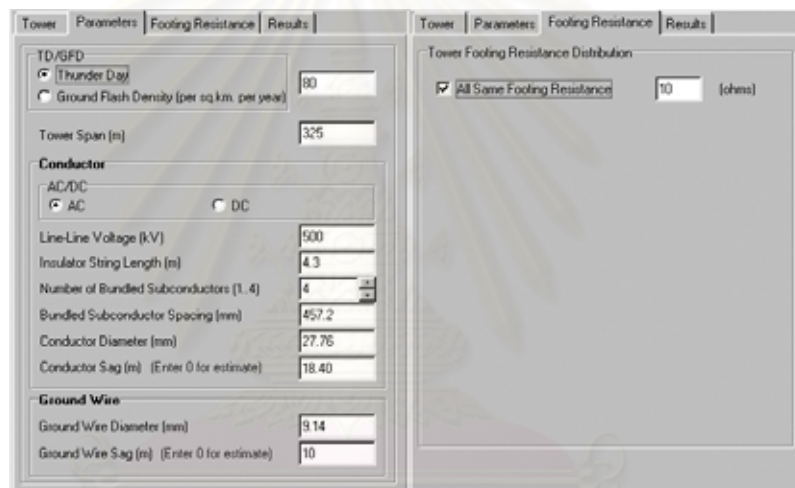 Tower Parameters Footing Resistance Results
TD/GFD
Thunder Day
Ground Flash Density (per sq.km. per year)
80
Tower Span (m) 325
Conductor
AC/DC
AC DC
Line-Line Voltage (kV) 500
Insulator String Length (m) 4.3
Number of Bundled Subconductors (1..4) 4
Bundled Subconductor Spacing (mm) 457.2
Conductor Diameter (mm) 27.76
Conductor Sag (m) (Enter 0 for estimate) 18.40
Ground Wire
Ground Wire Diameter (mm) 9.14
Ground Wire Sag (m) (Enter 0 for estimate) 10
Tower Parameters Footing Resistance Results
Tower Footing Resistance Distribution
All Same Footing Resistance 10 (ohms)